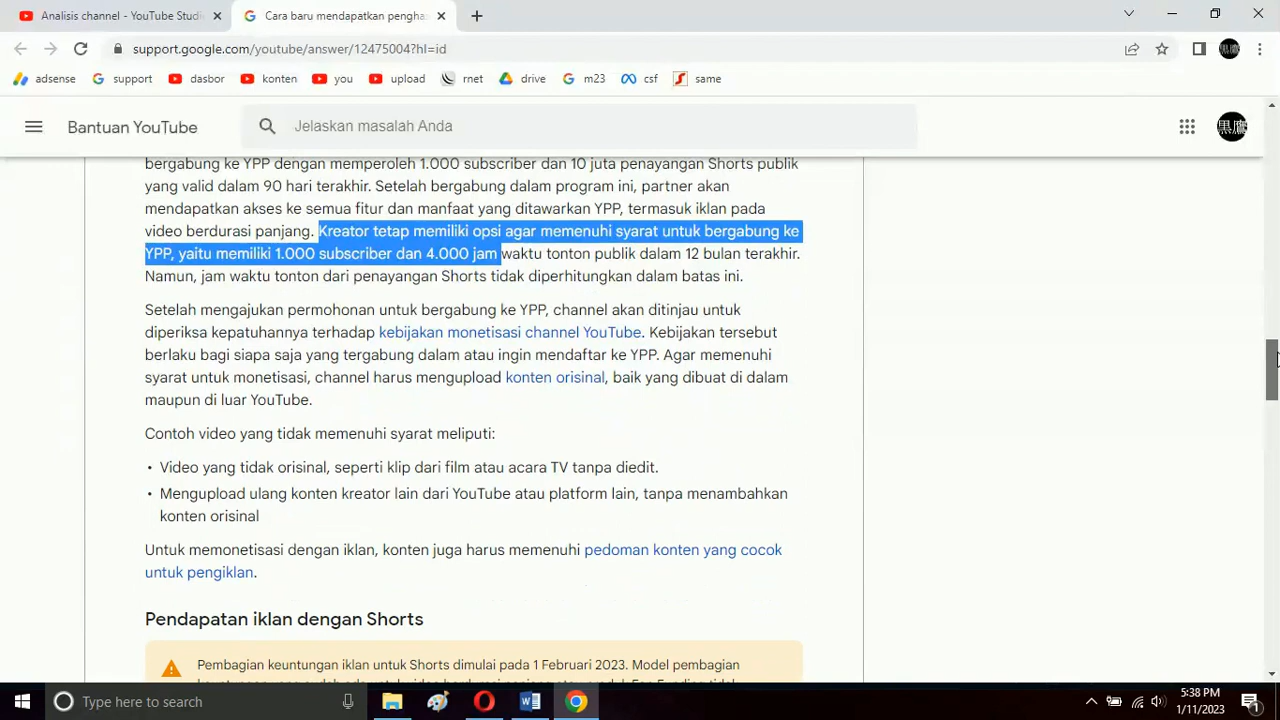 Analisis channel - YouTube Studi
Cara baru mendapatkan pengha
support.google.com/youtube/answer/12475004?hl=id
adsense
support
dasbor
konten
you
upload
rnet
drive
m23
csf
same
Bantuan YouTube
Jelaskan masalah Anda
黒鷹
bergabung ke YPP dengan memperoleh 1.000 subscriber dan 10 juta penayangan Shorts publik
yang valid dalam 90 hari terakhir. Setelah bergabung dalam program ini, partner akan
mendapatkan akses ke semua fitur dan manfaat yang ditawarkan YPP, termasuk iklan pada
video berdurasi panjang. Kreator tetap memiliki opsi agar memenuhi syarat untuk bergabung ke
YPP, yaitu memiliki 1.000 subscriber dan 4.000 jam waktu tonton publik dalam 12 bulan terakhir.
Namun, jam waktu tonton dari penayangan Shorts tidak diperhitungkan dalam batas ini.
Setelah mengajukan permohonan untuk bergabung ke YPP, channel akan ditinjau untuk
diperiksa kepatuhannya terhadap kebijakan monetisasi channel YouTube. Kebijakan tersebut
berlaku bagi siapa saja yang tergabung dalam atau ingin mendaftar ke YPP. Agar memenuhi
syarat untuk monetisasi, channel harus mengupload konten orisinal, baik yang dibuat di dalam
maupun di luar YouTube.
Contoh video yang tidak memenuhi syarat meliputi:
• Video yang tidak orisinal, seperti klip dari film atau acara TV tanpa diedit.
• Mengupload ulang konten kreator lain dari YouTube atau platform lain, tanpa menambahkan
konten orisinal
Untuk memonetisasi dengan iklan, konten juga harus memenuhi pedoman konten yang cocok
untuk pengiklan.
Pendapatan iklan dengan Shorts
Pembagian keuntungan iklan untuk Shorts dimulai pada 1 Februari 2023. Model pembagian
Type here to search
5:38 PM
1/11/2023